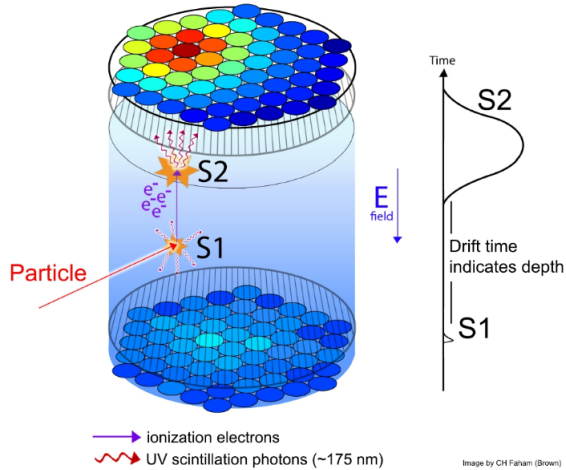 Time
S2
S2
e-
e-e-
e-e-
E
field
S1
Drift time
indicates depth
Particle
S1
ionization electrons
UV scintillation photons (~175 nm)
Image by CH Faham (Brown)